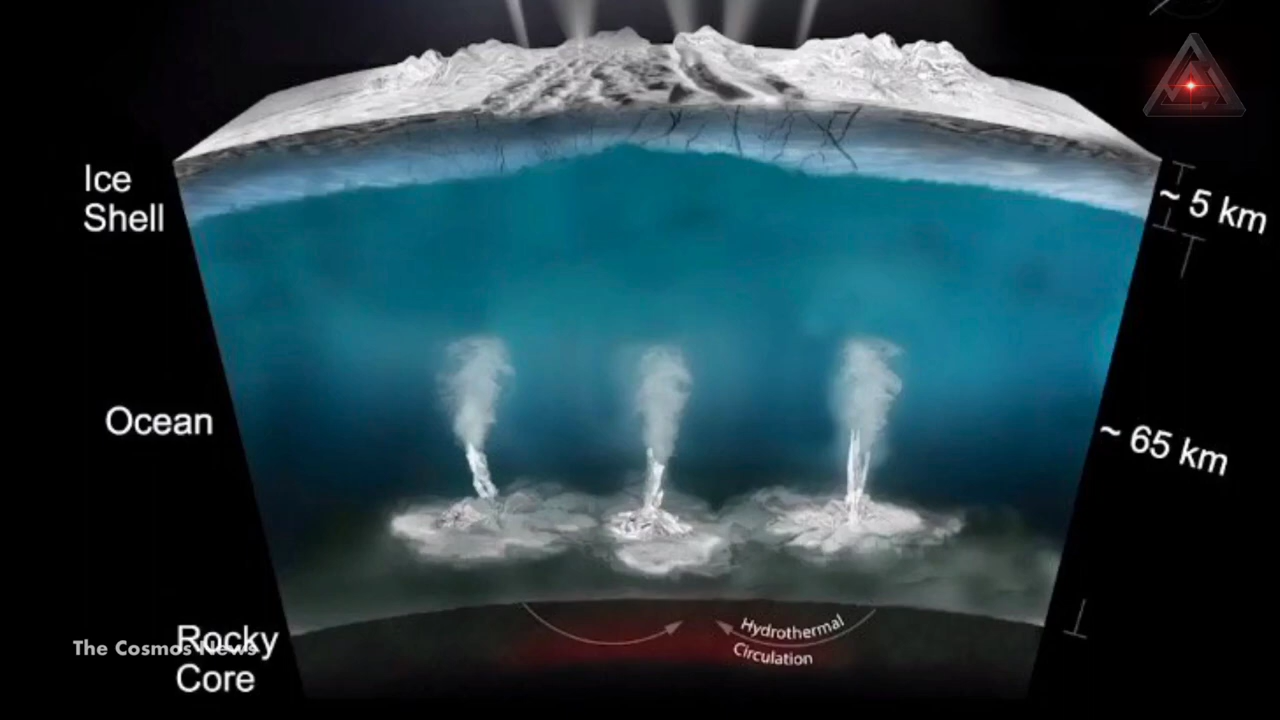 Ice
Shell
~ 5 km
Ocean
~ 65 km
Hydrothermal
Circulation
Rocky
The Cosmos News
Core